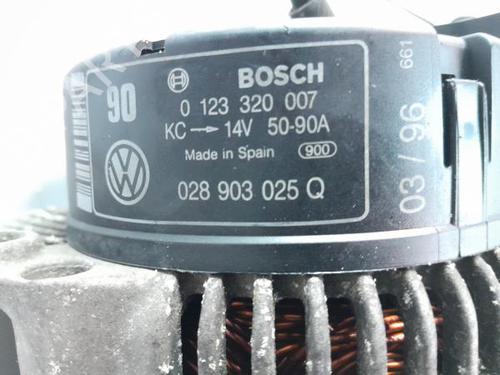 90
BOSCH
0 123 320 007
KC → 14V 50-90A
Made in Spain 900
028 903 025 Q
03 / 96
661